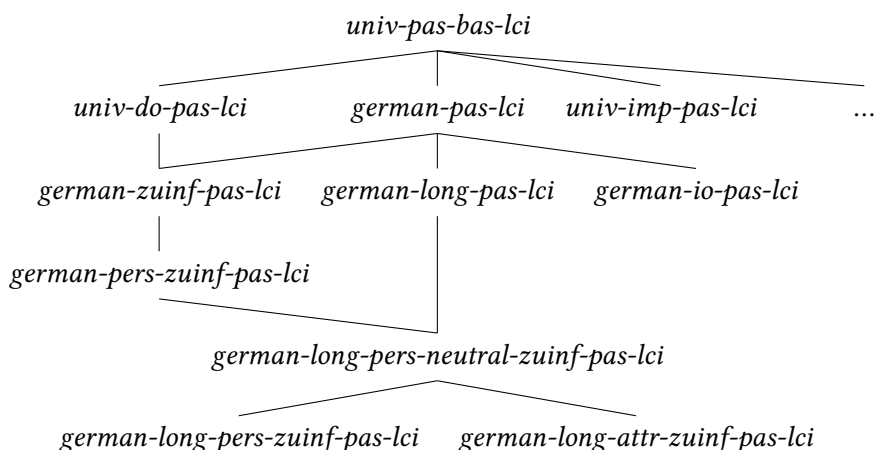 univ-pas-bas-lci
univ-do-pas-lci german-pas-lci univ-imp-pas-lci ...
german-zuinf-pas-lci german-long-pas-lci german-io-pas-lci
german-pers-zuinf-pas-lci
german-long-pers-neutral-zuinf-pas-lci
german-long-pers-zuinf-pas-lci german-long-attr-zuinf-pas-lci